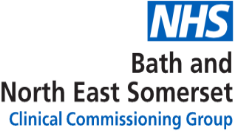 NHS
Bath and
North East Somerset
Clinical Commissioning Group